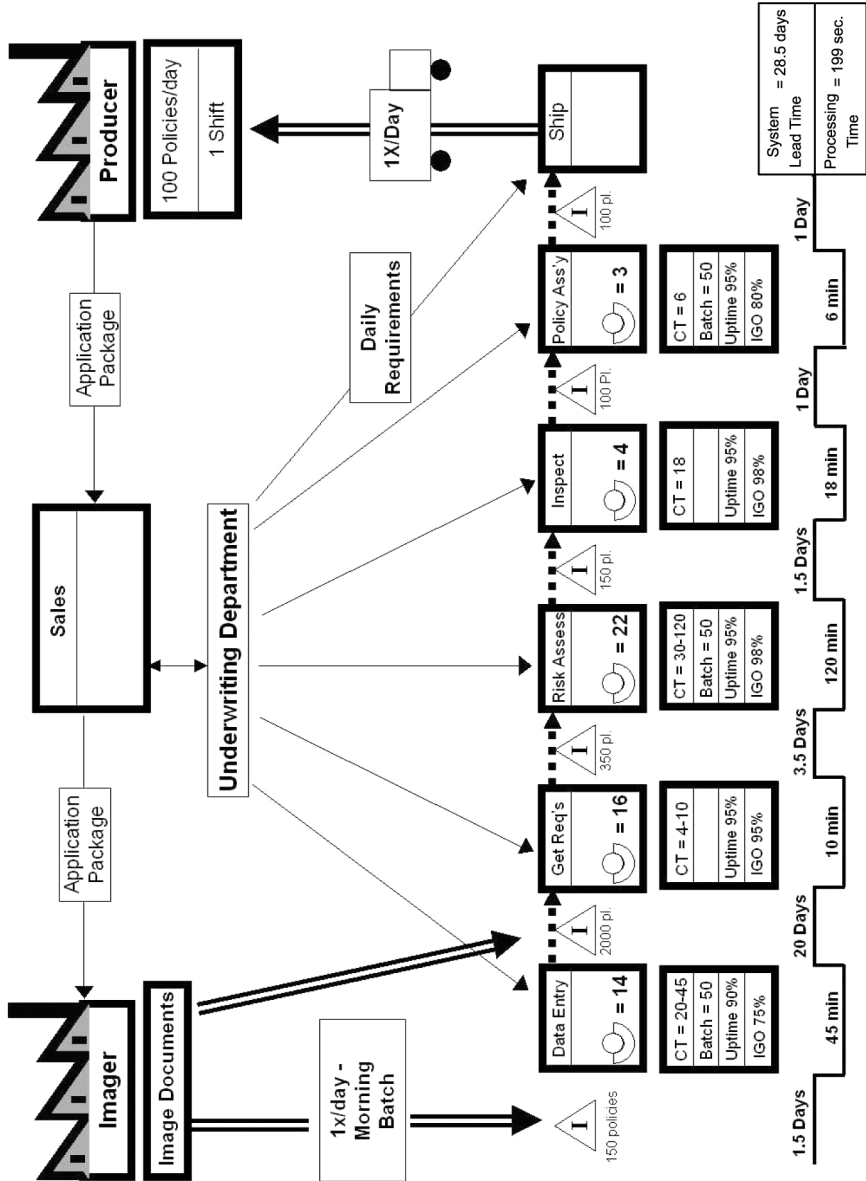 Imager
Image Documents
Application
Package
Sales
Application
Package
Producer
100 Policies/day
1 Shift
1X/Day
Underwriting Department
Daily
Requirements
1x/day -
Morning
Batch
I
150 policies
Data Entry
= 14
CT = 20-45
Batch = 50
Uptime 90%
IGO 75%
I
2000 pl.
Get Req's
= 16
CT = 4-10
Uptime 95%
IGO 95%
I
350 pl.
Risk Assess
= 22
CT = 30-120
Batch = 50
Uptime 95%
IGO 98%
I
150 pl.
Inspect
= 4
CT = 18
Uptime 95%
IGO 98%
I
100 Pl.
Policy Ass'y
= 3
CT = 6
Batch = 50
Uptime 95%
IGO 80%
I
100 pl.
Ship
1.5 Days
45 min
20 Days
10 min
3.5 Days
120 min
1.5 Days
18 min
1 Day
6 min
1 Day
System = 28.5 days
Lead Time
Processing = 199 sec.
Time